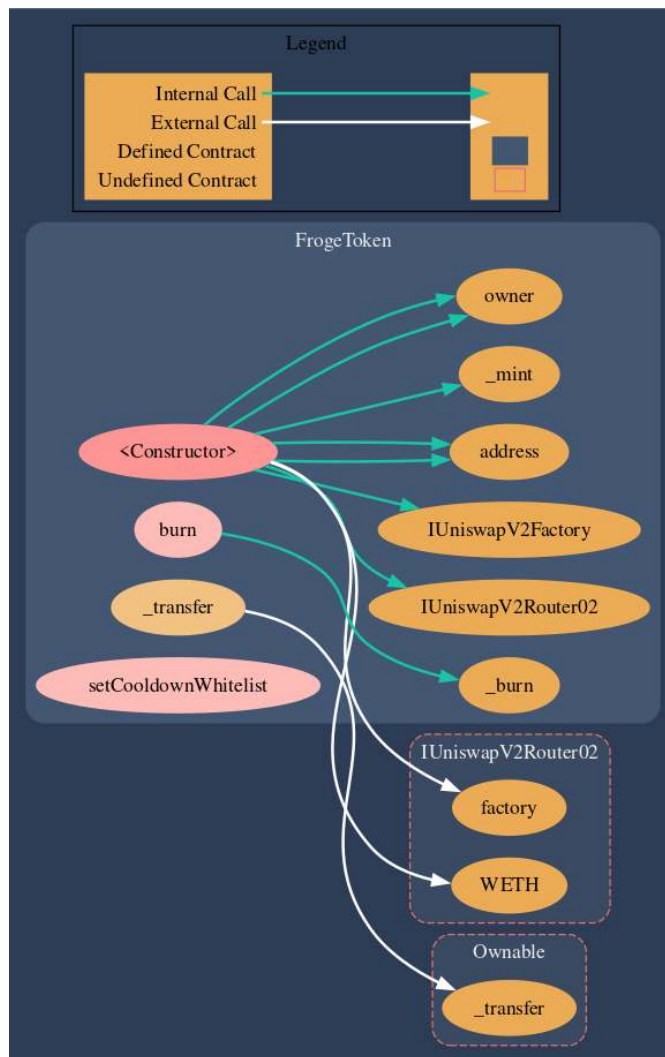 Legend
Internal Call
External Call
Defined Contract
Undefined Contract
FrogeToken
owner
_mint
<Constructor>
address
burn
IUniswapV2Factory
_transfer
IUniswapV2Router02
setCooldownWhitelist
_burn
IUniswapV2Router02
factory
WETH
Ownable
_transfer